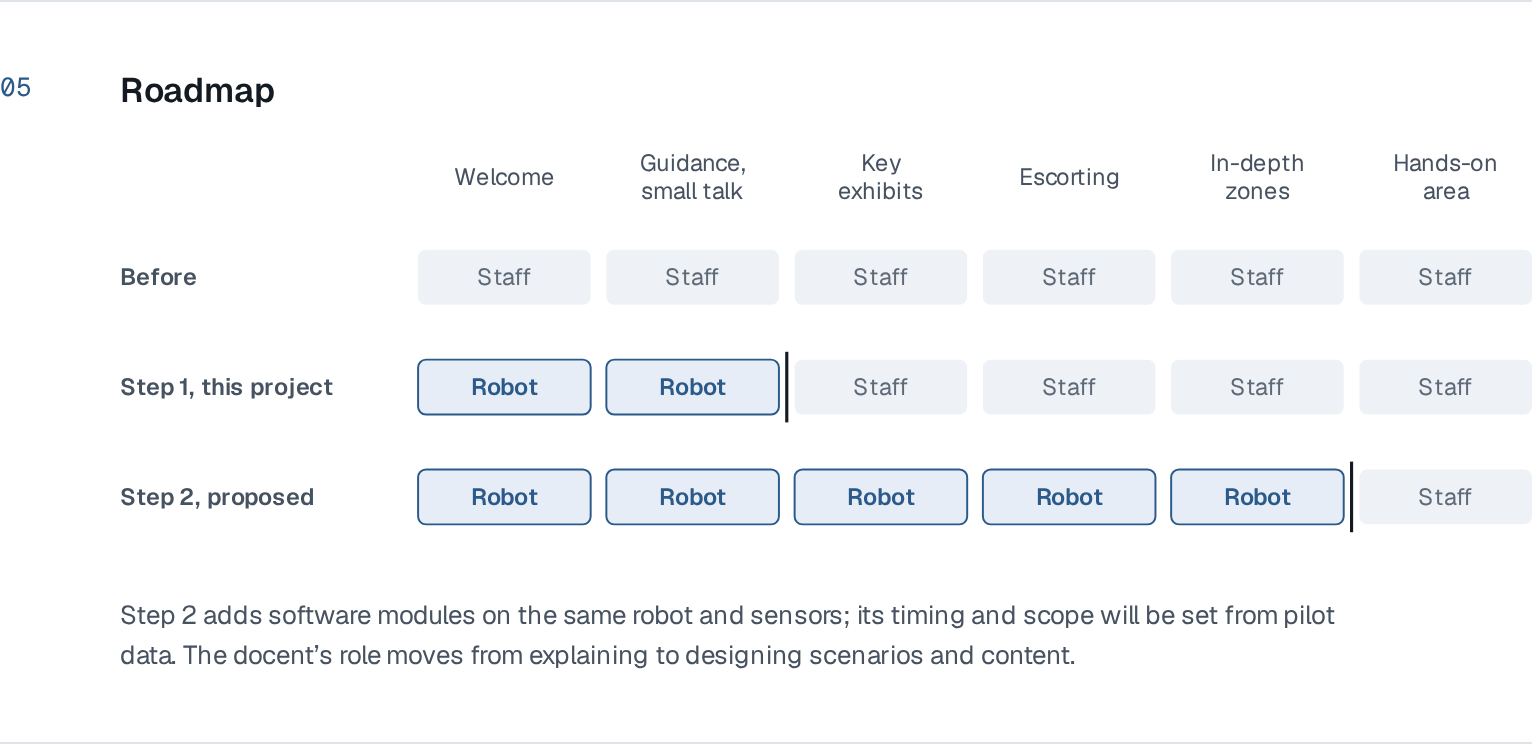 05
Roadmap
Welcome
Guidance,
small talk
Key
exhibits
Escorting
In-depth
zones
Hands-on
area
Before
Staff
Staff
Staff
Staff
Staff
Staff
Step 1, this project
Robot
Robot
Staff
Staff
Staff
Staff
Step 2, proposed
Robot
Robot
Robot
Robot
Robot
Staff
Step 2 adds software modules on the same robot and sensors; its timing and scope will be set from pilot
data. The docent’s role moves from explaining to designing scenarios and content.